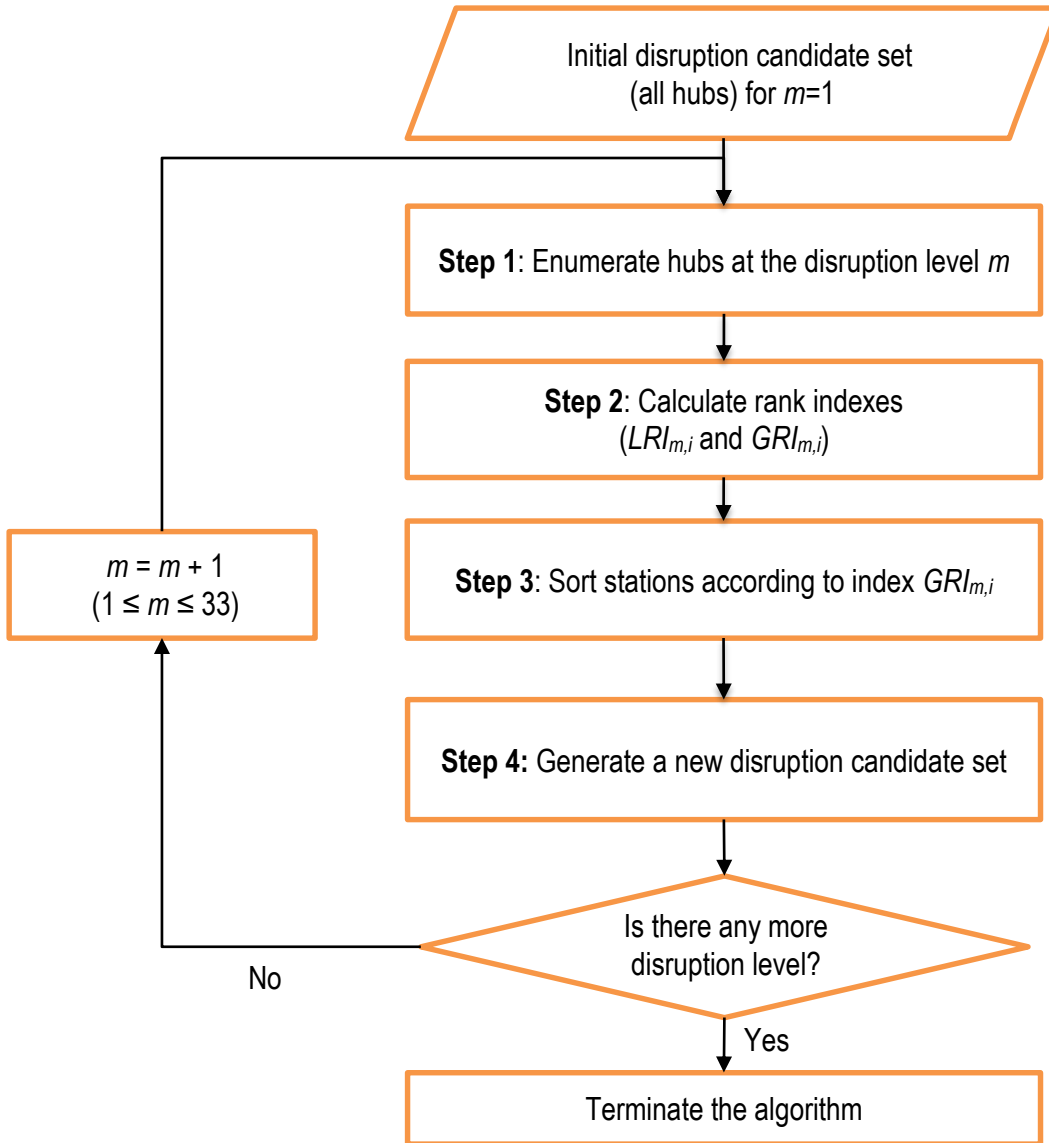 Initial disruption candidate set
(all hubs) for m=1
Step 1: Enumerate hubs at the disruption level m
Step 2: Calculate rank indexes
(LRIm,i and GRIm,i)
Step 3: Sort stations according to index GRIm,i
m = m + 1
(1 ≤ m ≤ 33)
Step 4: Generate a new disruption candidate set
Is there any more
disruption level?
No
Yes
Terminate the algorithm